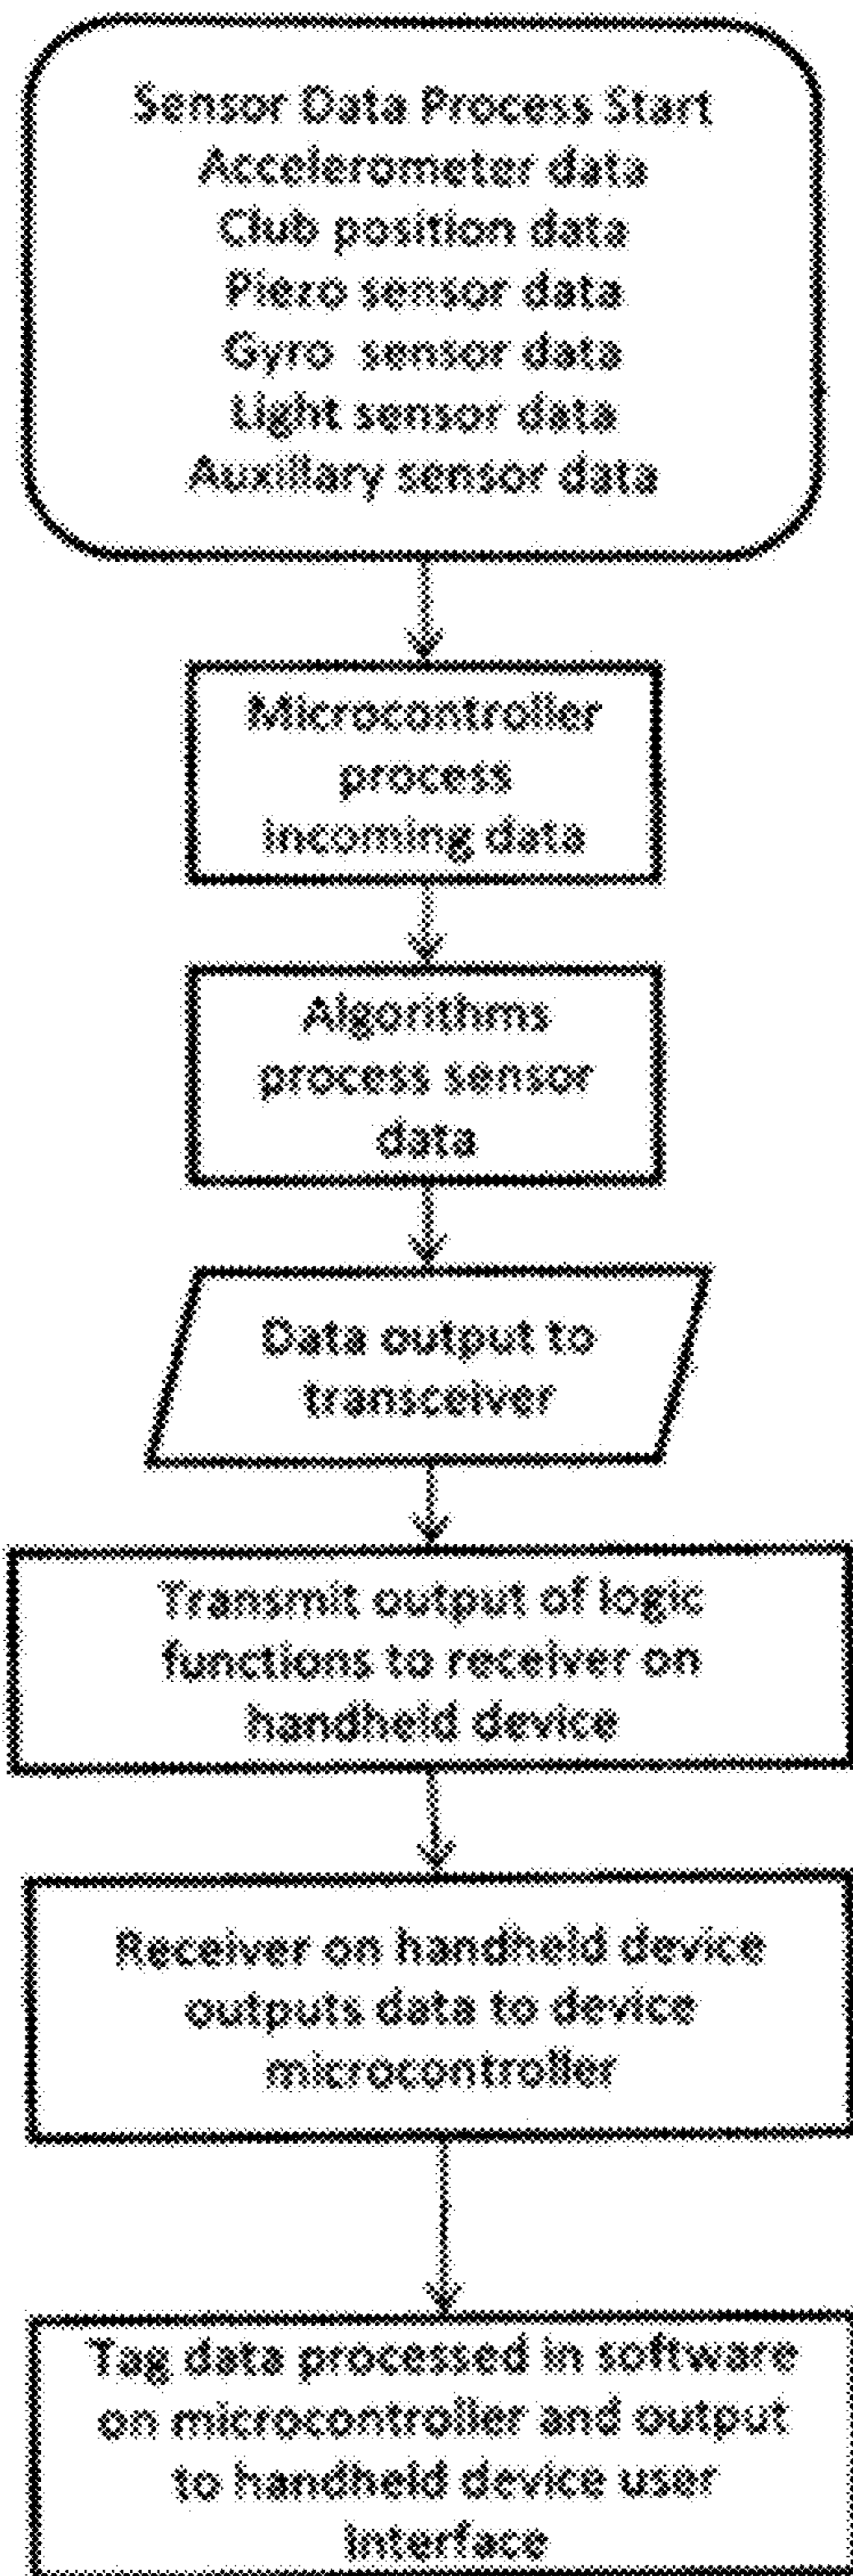 Sensor Data Process Start
Accelerometer data
Club position data
Piezo sensor data
Gyro sensor data
Light sensor data
Auxillary sensor data
Microcontroller
process
incoming data
Algorithms
process sensor
data
Data output to
transceiver
Transmit output of logic
functions to receiver on
handheld device
Receiver on handheld device
outputs data to device
microcontroller
Tag data processed in software
on microcontroller and output
to handheld device user
interface